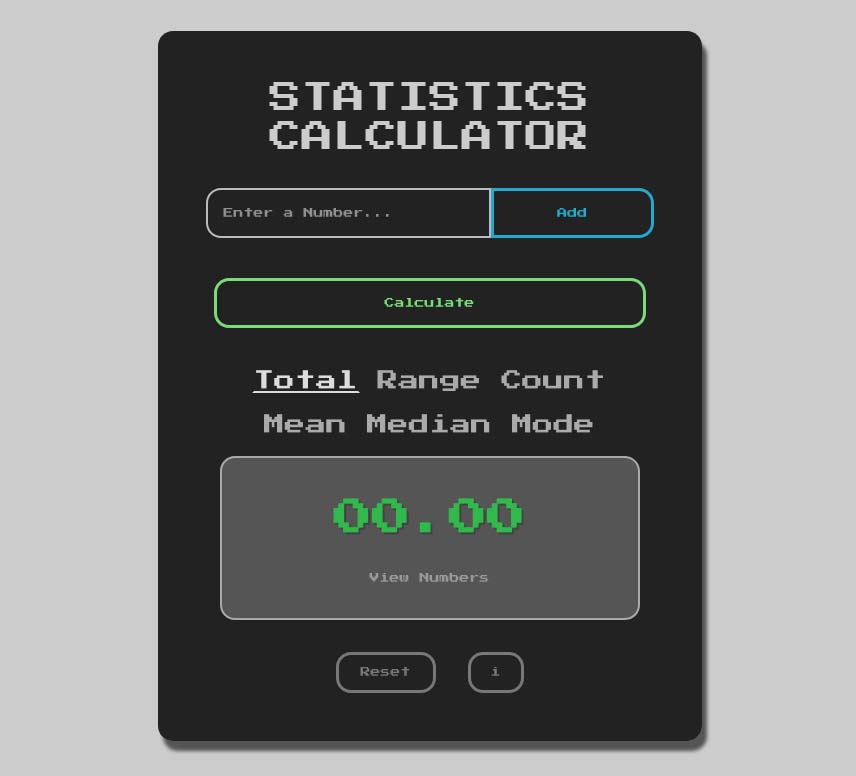 STATISTICS
CALCULATOR
Enter a Number... Add
Calculate
Total Range Count
Mean Median Mode
00.00
View Numbers
Reset i